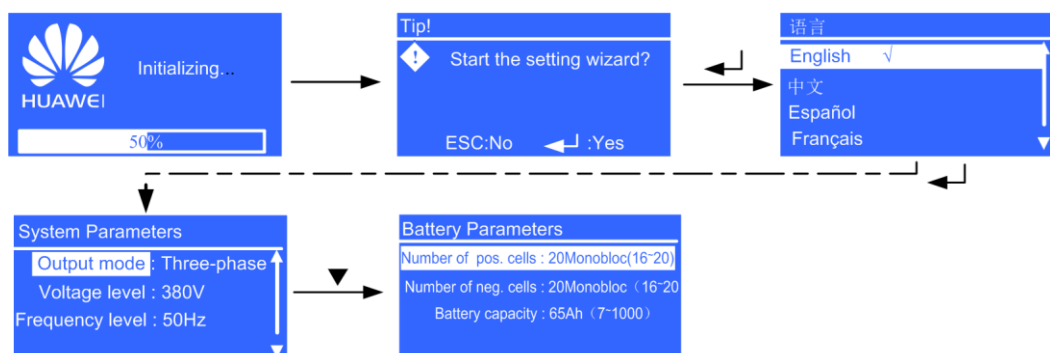 HUAWEI
Initializing...
50%
Tip!
! Start the setting wizard?
ESC:No :Yes
语言
English √
中文
Español
Français
System Parameters
Output mode : Three-phase
Voltage level : 380V
Frequency level : 50Hz
Battery Parameters
Number of pos. cells : 20Monobloc(16~20)
Number of neg. cells : 20Monobloc（16~20
Battery capacity : 65Ah（7~1000）